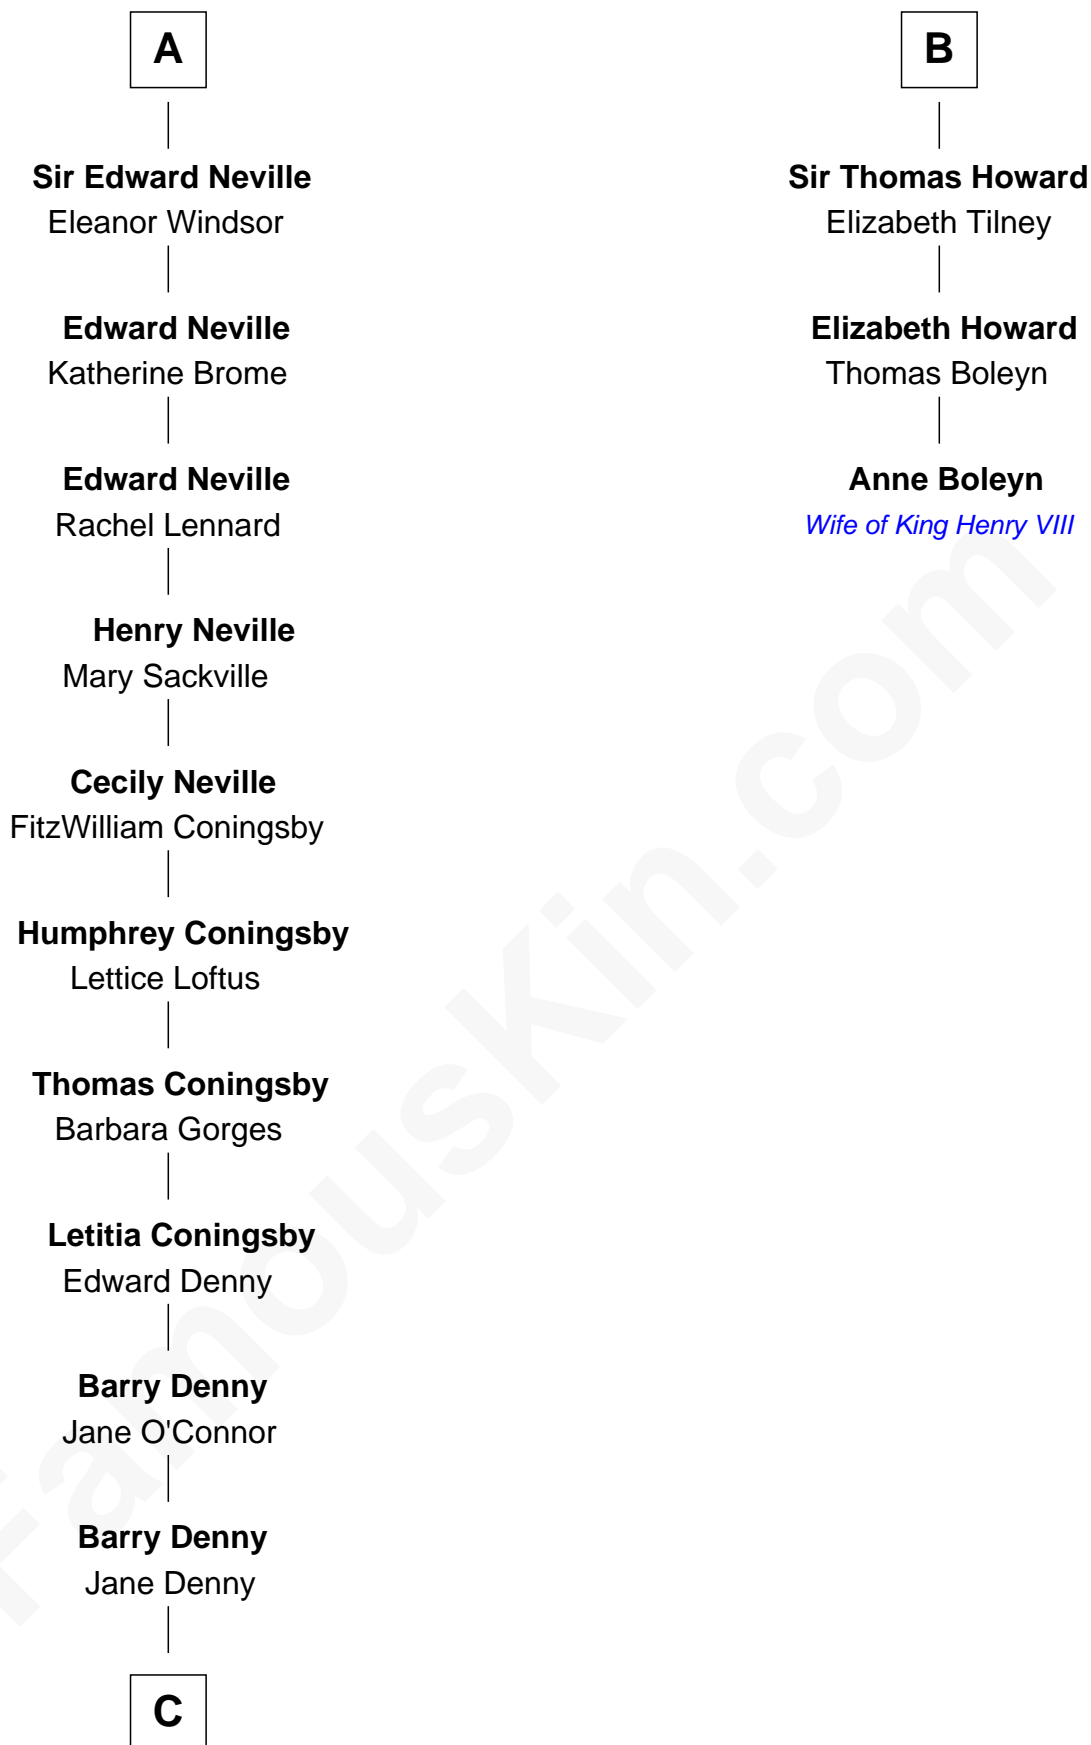 A
Sir Edward Neville
Eleanor Windsor
Edward Neville
Katherine Brome
Edward Neville
Rachel Lennard
Henry Neville
Mary Sackville
Cecily Neville
FitzWilliam Coningsby
Humphrey Coningsby
Lettice Loftus
Thomas Coningsby
Barbara Gorges
Letitia Coningsby
Edward Denny
Barry Denny
Jane O'Connor
Barry Denny
Jane Denny
C
B
Sir Thomas Howard
Elizabeth Tilney
Elizabeth Howard
Thomas Boleyn
Anne Boleyn
Wife of King Henry VIII
FamousKin.com